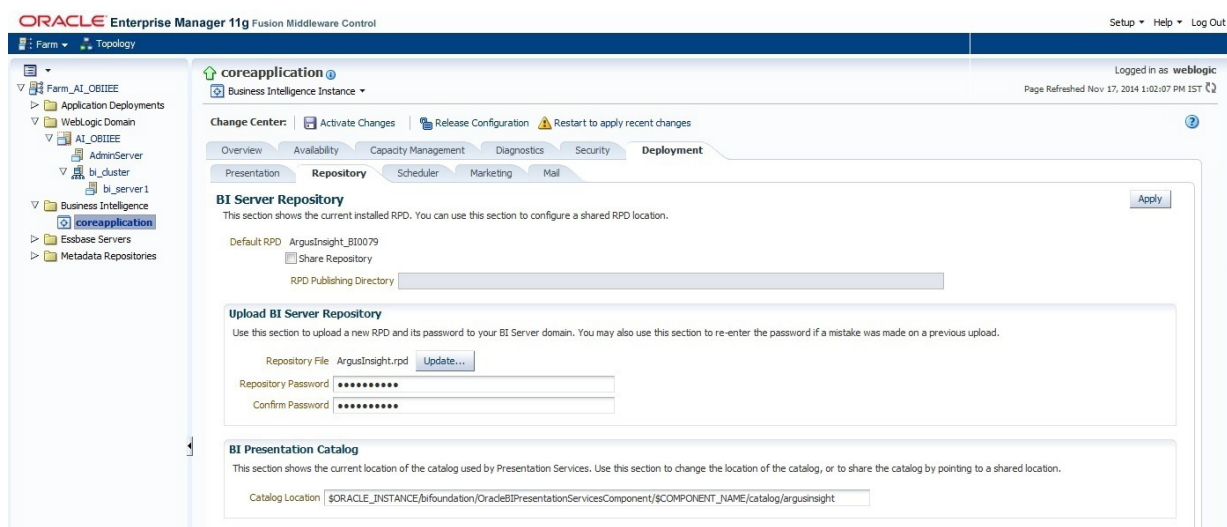 ORACLE Enterprise Manager 11g Fusion Middleware Control
Setup Help Log Out
Farm Topology
Farm_AI_OBIIEE
Application Deployments
WebLogic Domain
AI_OBIIEE
AdminServer
bi_cluster
bi_server1
Business Intelligence
coreapplication
Essbase Servers
Metadata Repositories
coreapplication
Logged in as weblogic
Business Intelligence Instance
Page Refreshed Nov 17, 2014 1:02:07 PM IST
Change Center: Activate Changes Release Configuration Restart to apply recent changes
Overview Availability Capacity Management Diagnostics Security Deployment
Presentation Repository Scheduler Marketing Mail
BI Server Repository
Apply
This section shows the current installed RPD. You can use this section to configure a shared RPD location.
Default RPD ArgusInsight_BI0079
Share Repository
RPD Publishing Directory
Upload BI Server Repository
Use this section to upload a new RPD and its password to your BI Server domain. You may also use this section to re-enter the password if a mistake was made on a previous upload.
Repository File ArgusInsight.rpd Update...
Repository Password ••••••••••
Confirm Password ••••••••••
BI Presentation Catalog
This section shows the current location of the catalog used by Presentation Services. Use this section to change the location of the catalog, or to share the catalog by pointing to a shared location.
Catalog Location $ORACLE_INSTANCE/bifoundation/OracleBIPresentationServicesComponent/$COMPONENT_NAME/catalog/argusinsight